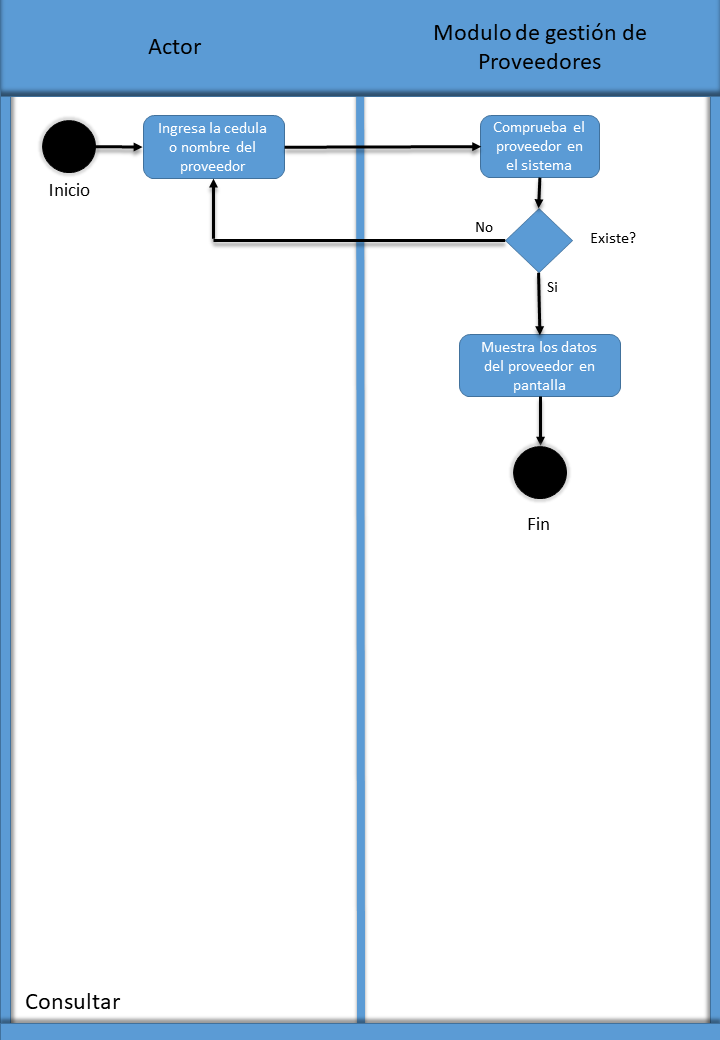 Actor
Modulo de gestión de
Proveedores
Inicio
Ingresa la cedula
o nombre del
proveedor
Comprueba el
proveedor en
el sistema
No
Existe?
Si
Muestra los datos
del proveedor en
pantalla
Fin
Consultar